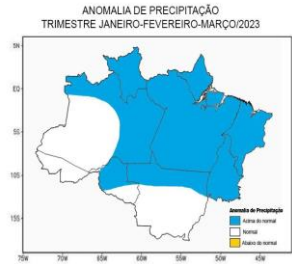 ANOMALIA DE PRECIPITAÇÃO
TRIMESTRE JANEIRO-FEVEREIRO-MARÇO/2023
5N
EQ
5S
10S
15S
Anomalia de Precipitação
Acima do normal
Normal
Abaixo do normal
75W 70W 65W 60W 55W 50W 45W